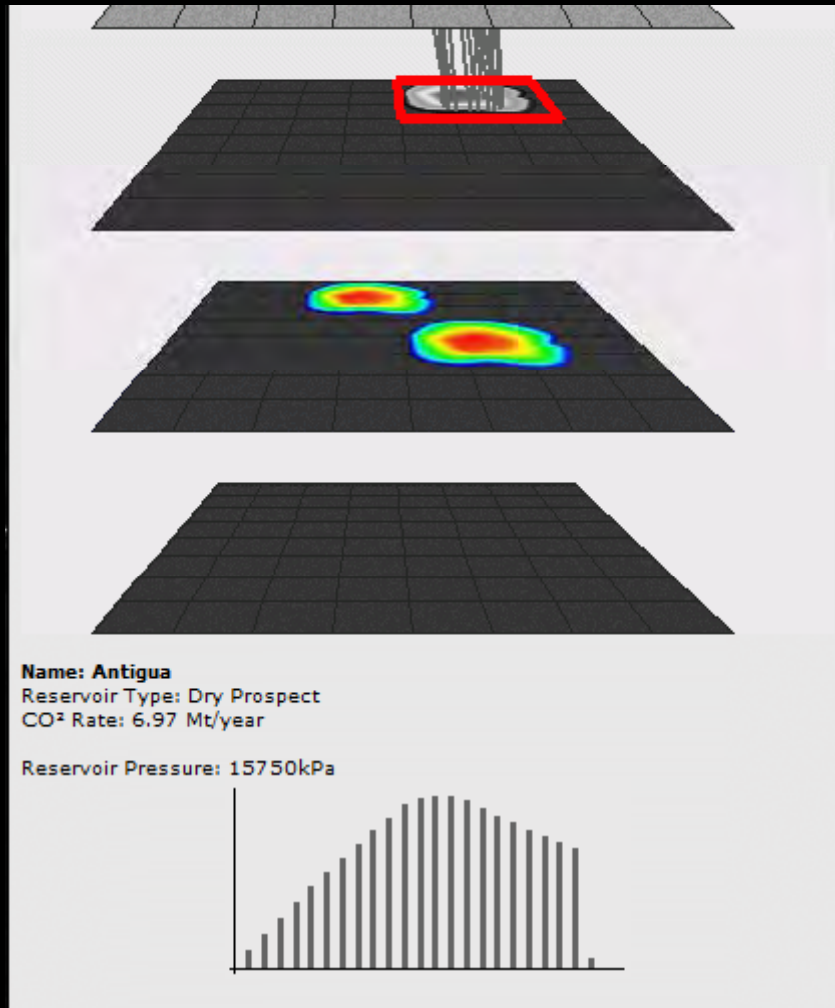 Name: Antigua
Reservoir Type: Dry Prospect
CO² Rate: 6.97 Mt/year
Reservoir Pressure: 15750kPa